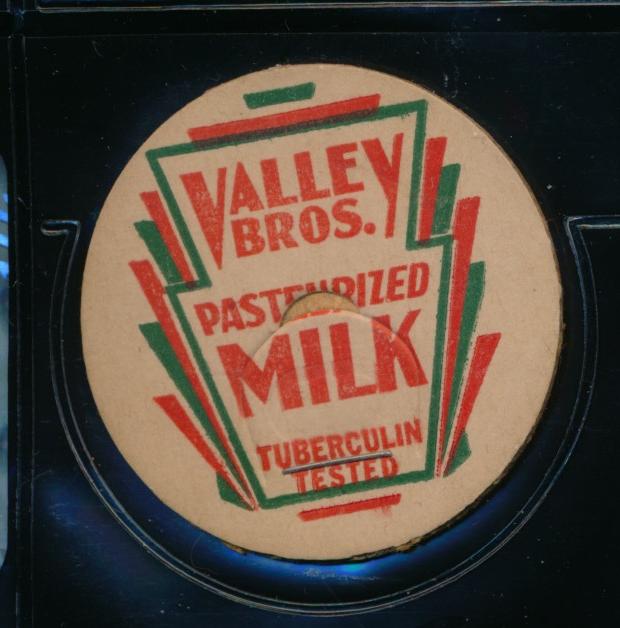 VALLEY
BROS.
PASTEURIZED
MILK
TUBERCULIN
TESTED